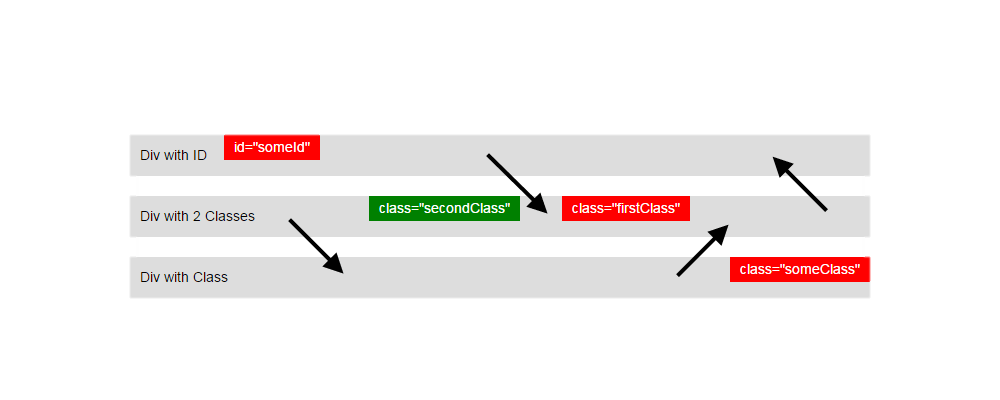 Div with ID id="someId"
Div with 2 Classes class="secondClass" class="firstClass"
Div with Class class="someClass"